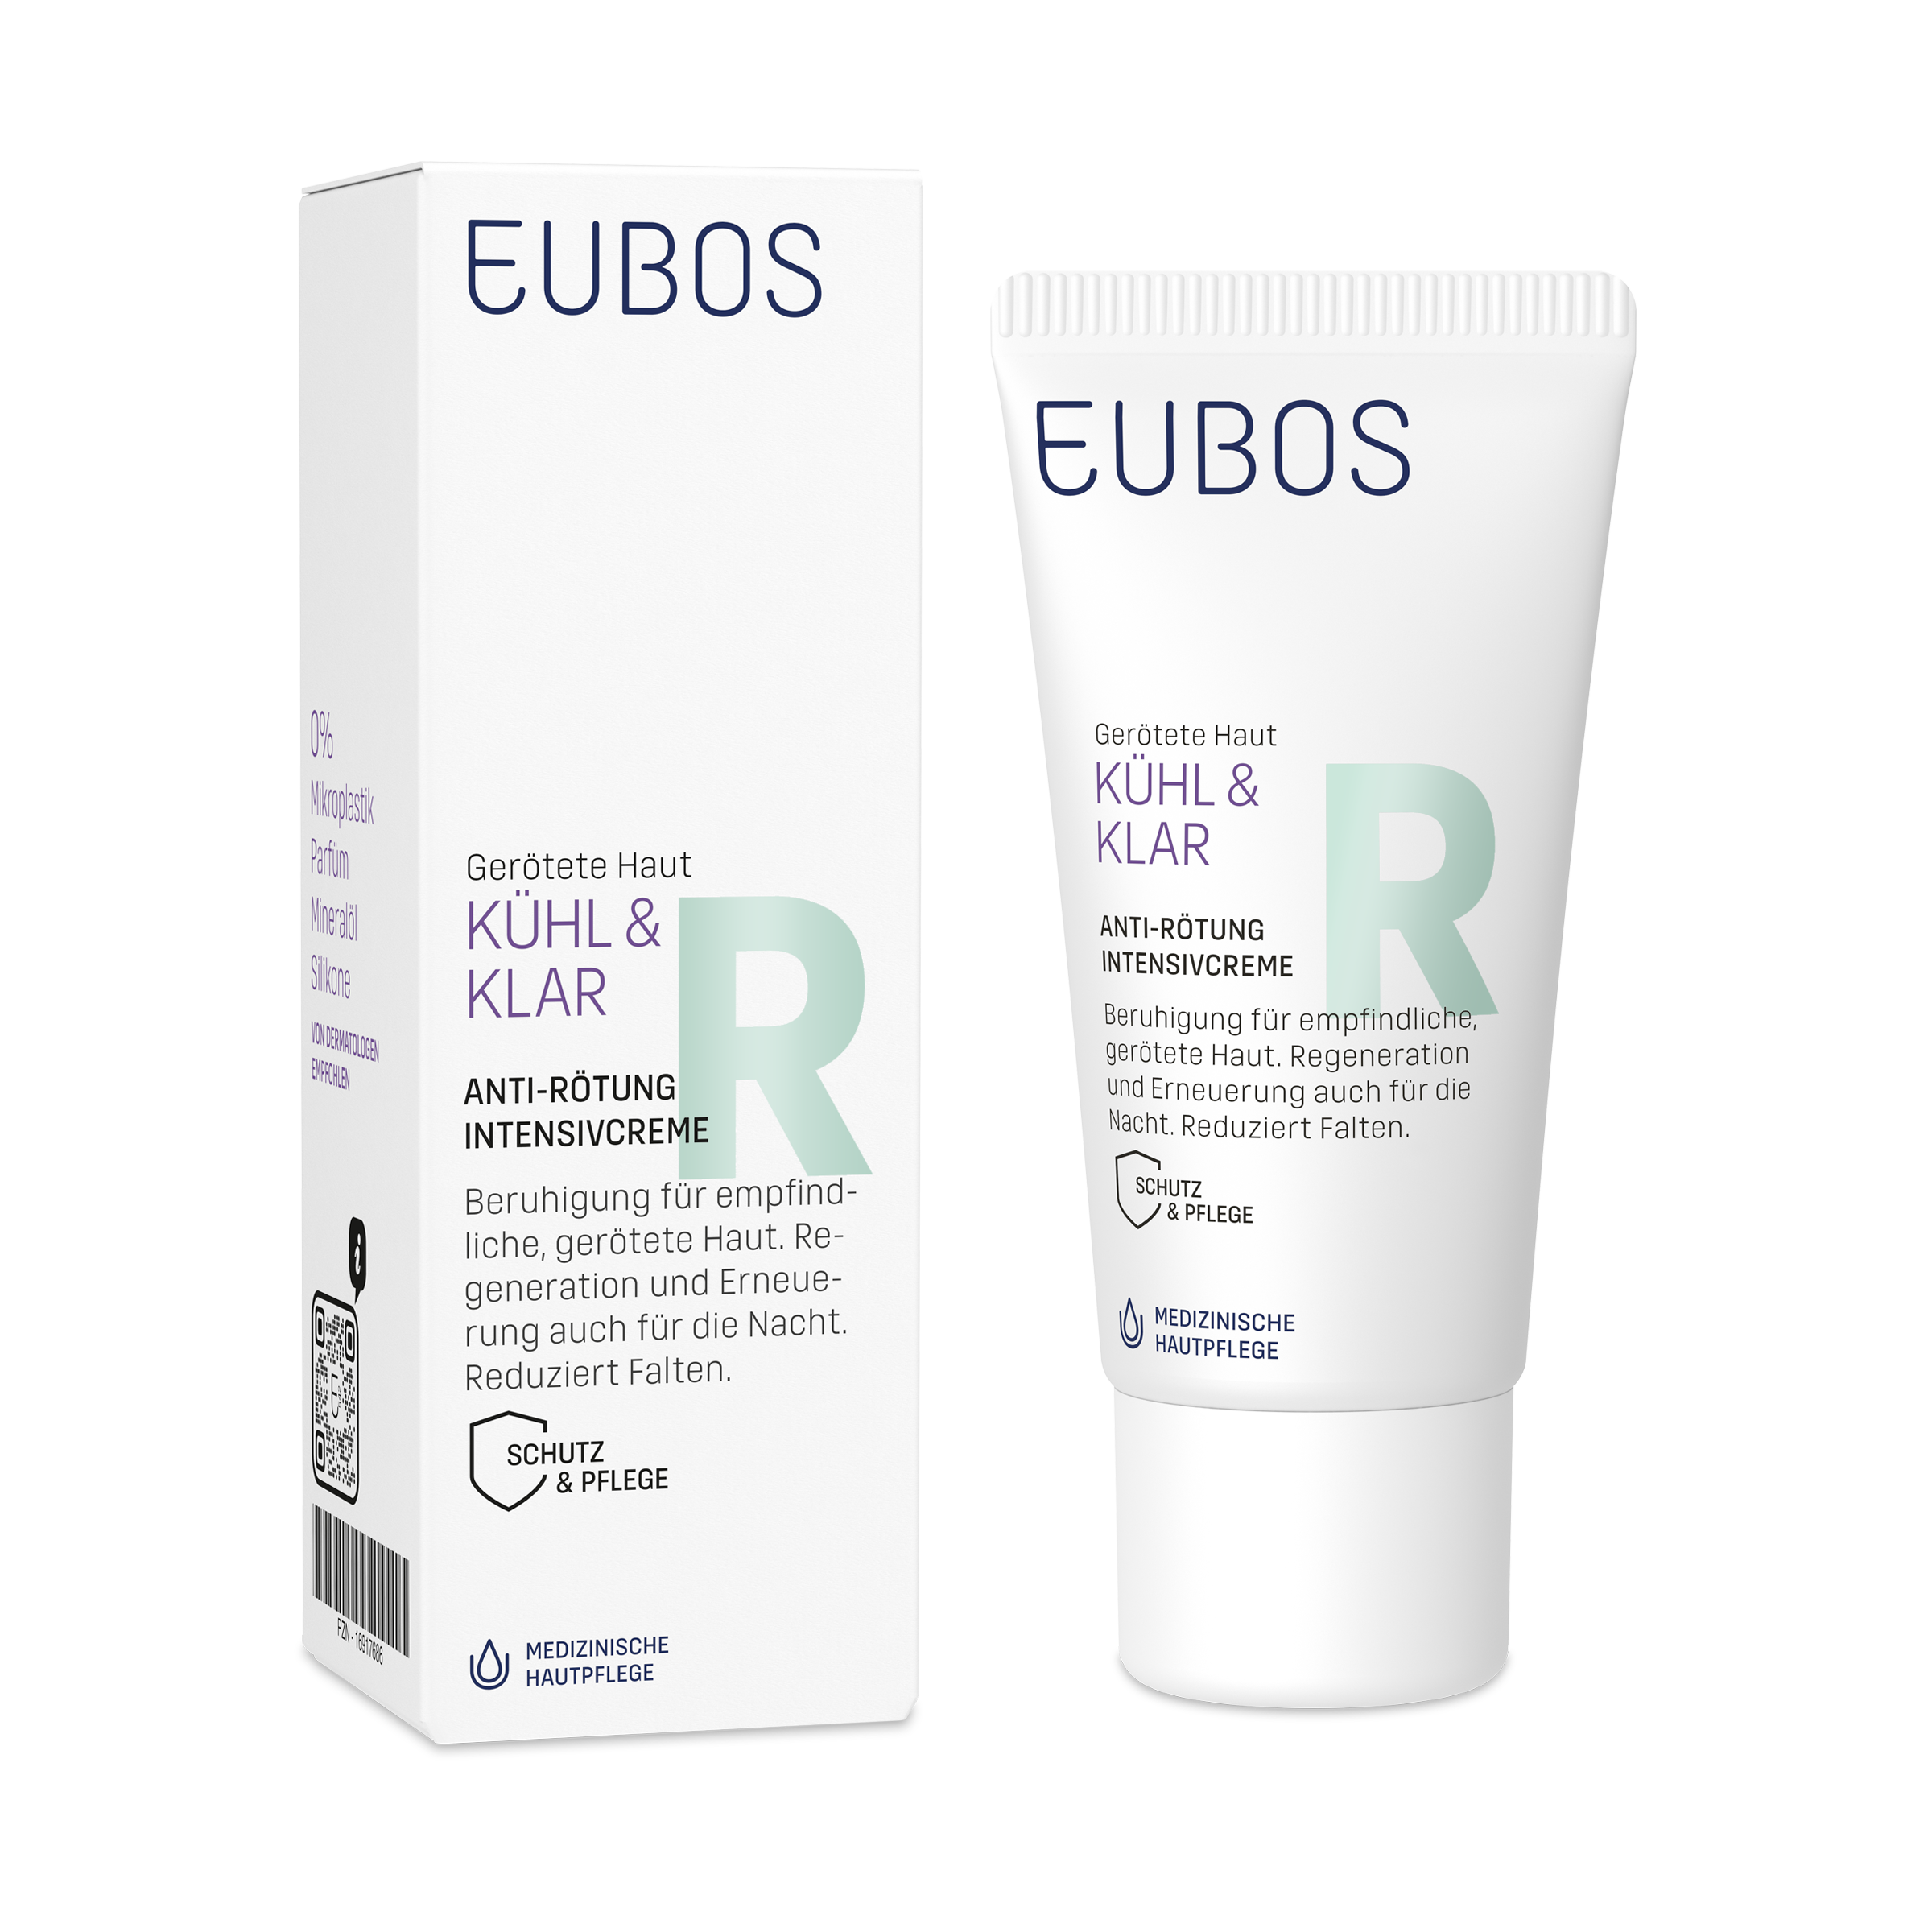 EUBOS
Gerötete Haut
KÜHL &
KLAR
R
ANTI-RÖTUNG
INTENSIVCREME
Beruhigung für empfind-
liche, gerötete Haut. Re-
generation und Erneue-
rung auch für die Nacht.
Reduziert Falten.
SCHUTZ
& PFLEGE
MEDIZINISCHE
HAUTPFLEGE
0%
Mikroplastik
Parfüm
Mineralöl
Silikone
VON DERMATOLOGEN
EMPFOHLEN
i
PZN - 16917686
EUBOS
Gerötete Haut
KÜHL &
KLAR
R
ANTI-RÖTUNG
INTENSIVCREME
Beruhigung für empfindliche,
gerötete Haut. Regeneration
und Erneuerung auch für die
Nacht. Reduziert Falten.
SCHUTZ
& PFLEGE
MEDIZINISCHE
HAUTPFLEGE